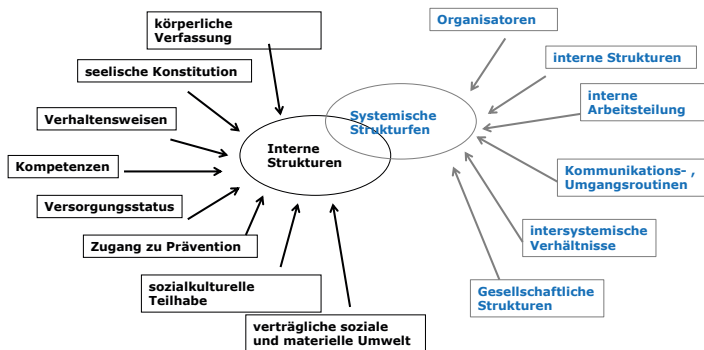 körperliche
Verfassung
seelische Konstitution
Verhaltensweisen
Kompetenzen
Versorgungsstatus
Zugang zu Prävention
sozialkulturelle
Teilhabe
verträgliche soziale
und materielle Umwelt
Interne
Strukturen
Systemische
Strukturfen
Organisatoren
interne Strukturen
interne
Arbeitsteilung
Kommunikations- ,
Umgangsroutinen
intersystemische
Verhältnisse
Gesellschaftliche
Strukturen